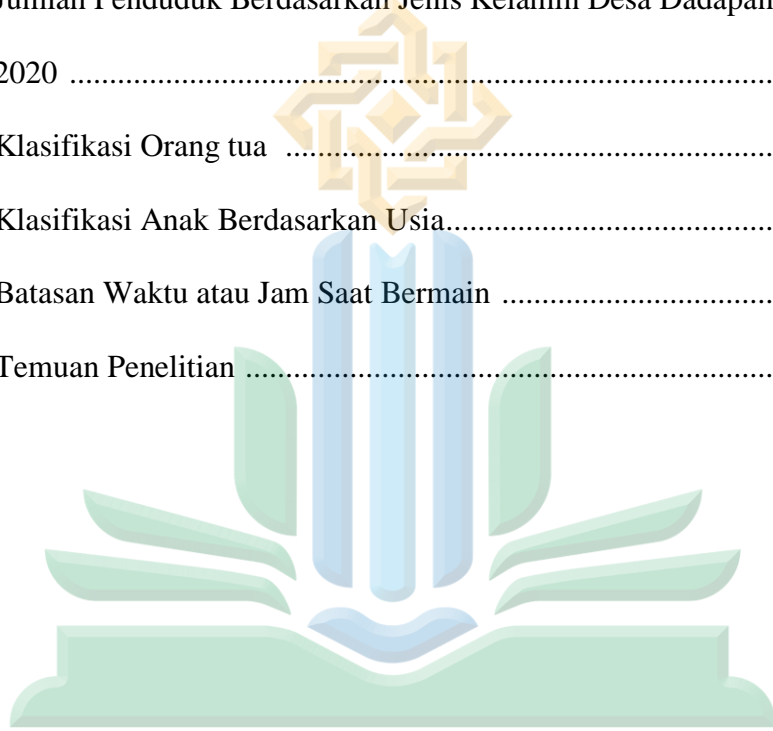 Jumlah Penduduk Berdasarkan Jenis Kelamin Desa Dadapan
2020 ..................................................................................................
Klasifikasi Orang tua ....................................................................
Klasifikasi Anak Berdasarkan Usia..............................................
Batasan Waktu atau Jam Saat Bermain ......................................
Temuan Penelitian ........................................................................